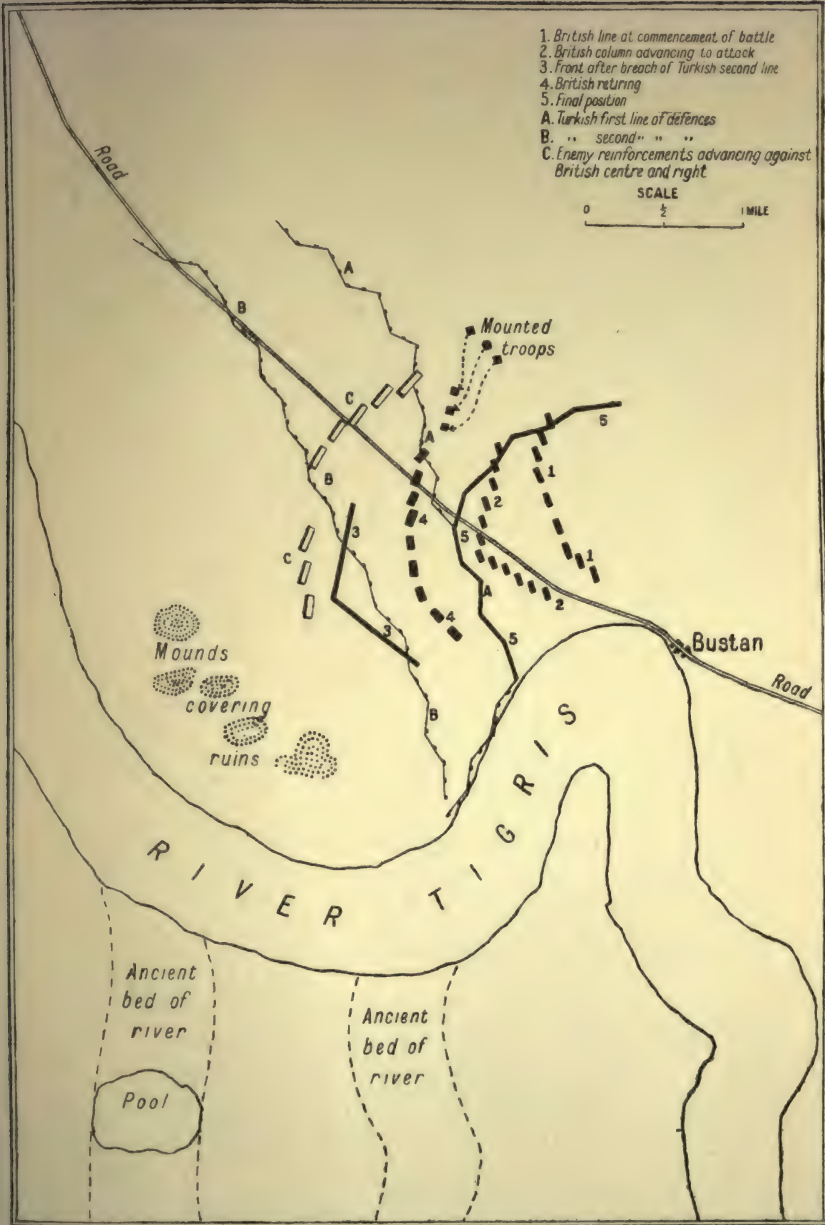 1. British line at commencement of battle
2. British column advancing to attack
3. Front after breach of Turkish second line
4. British retiring
5. Final position
A. Turkish first line of defences
B. ,, second ,, ,, ,,
C. Enemy reinforcements advancing against
British centre and right
SCALE
0 ½ 1 MILE
Road
A
B
Mounted
troops
C
5
A
B
1
2
4
3
5
C
A
1
2
4
3
5
Mounds
covering
ruins
B
Bustan
Road
RIVER TIGRIS
Ancient
bed of
river
Pool
Ancient
bed of
river